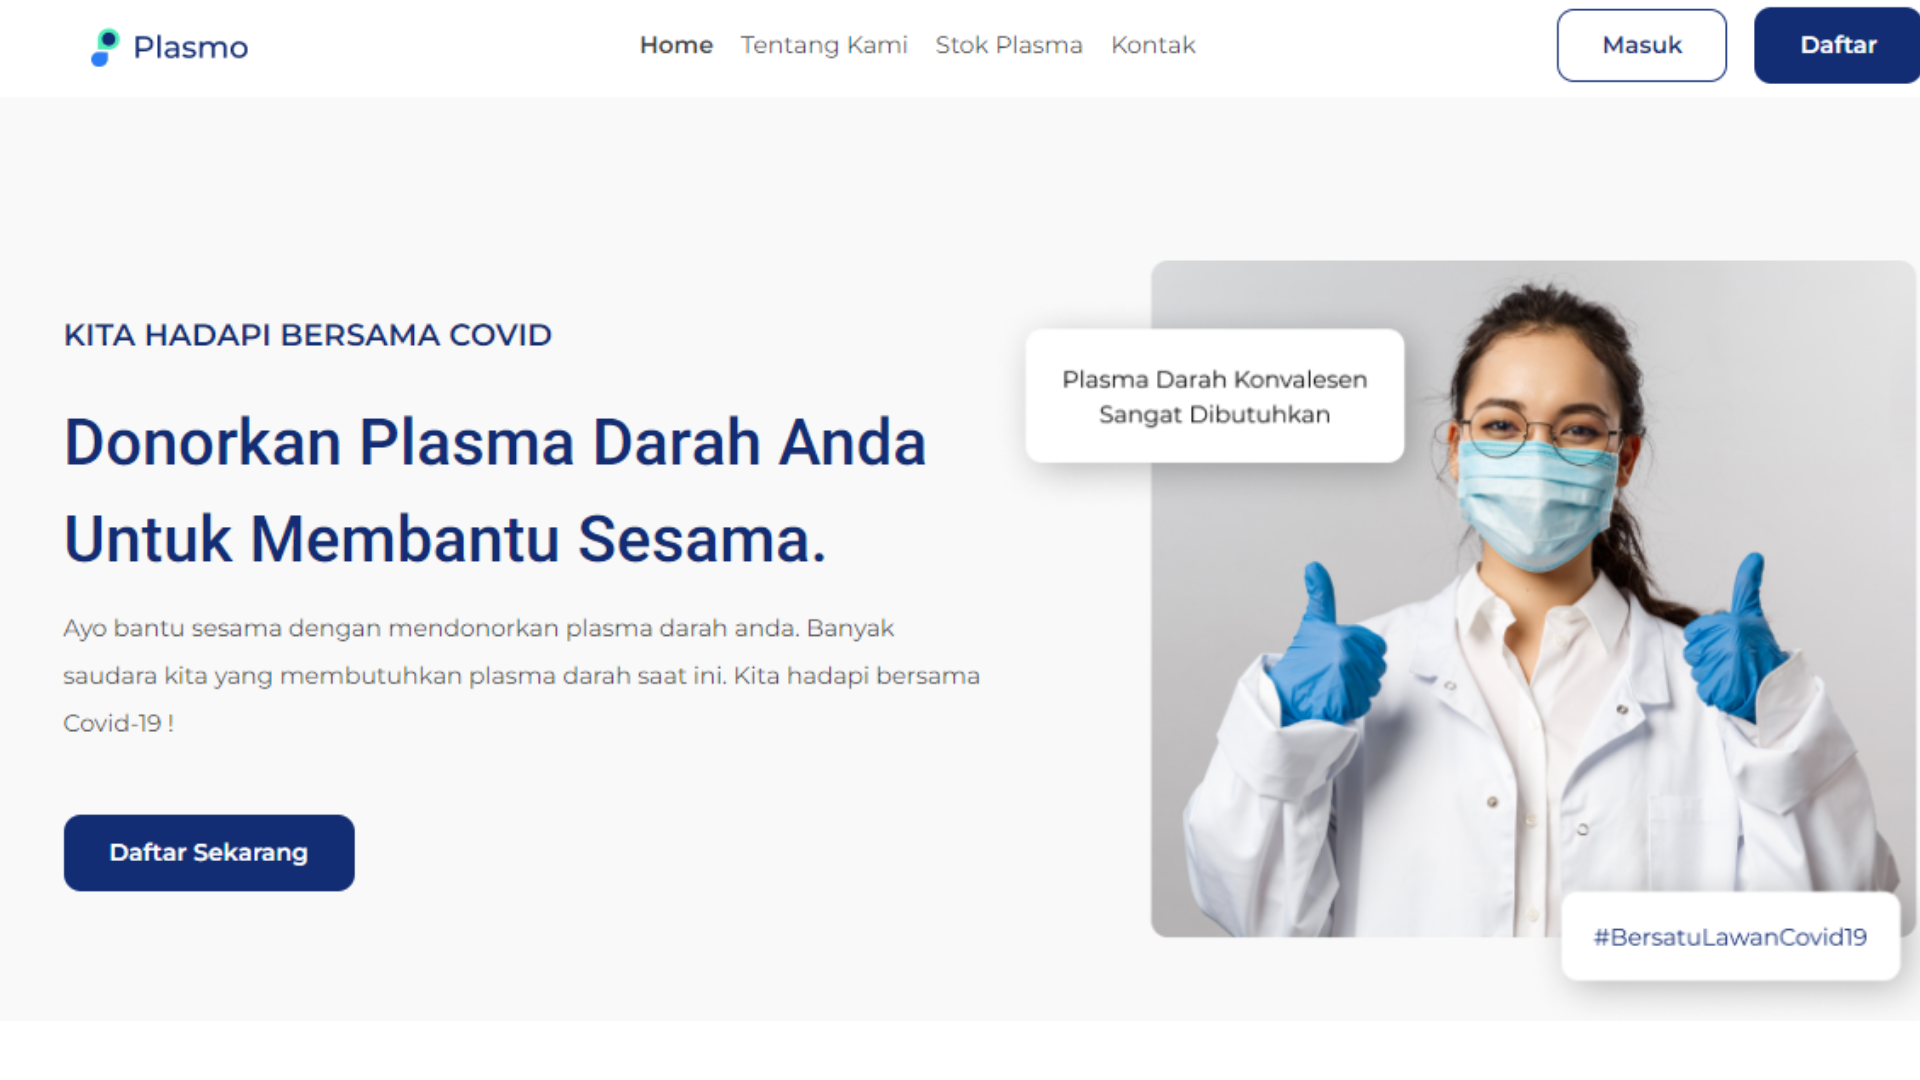 Plasmo
Home Tentang Kami Stok Plasma Kontak
Masuk Daftar
KITA HADAPI BERSAMA COVID
Donorkan Plasma Darah Anda
Untuk Membantu Sesama.
Ayo bantu sesama dengan mendonorkan plasma darah anda. Banyak
saudara kita yang membutuhkan plasma darah saat ini. Kita hadapi bersama
Covid-19 !
Daftar Sekarang
Plasma Darah Konvalesen
Sangat Dibutuhkan
#BersatuLawanCovid19